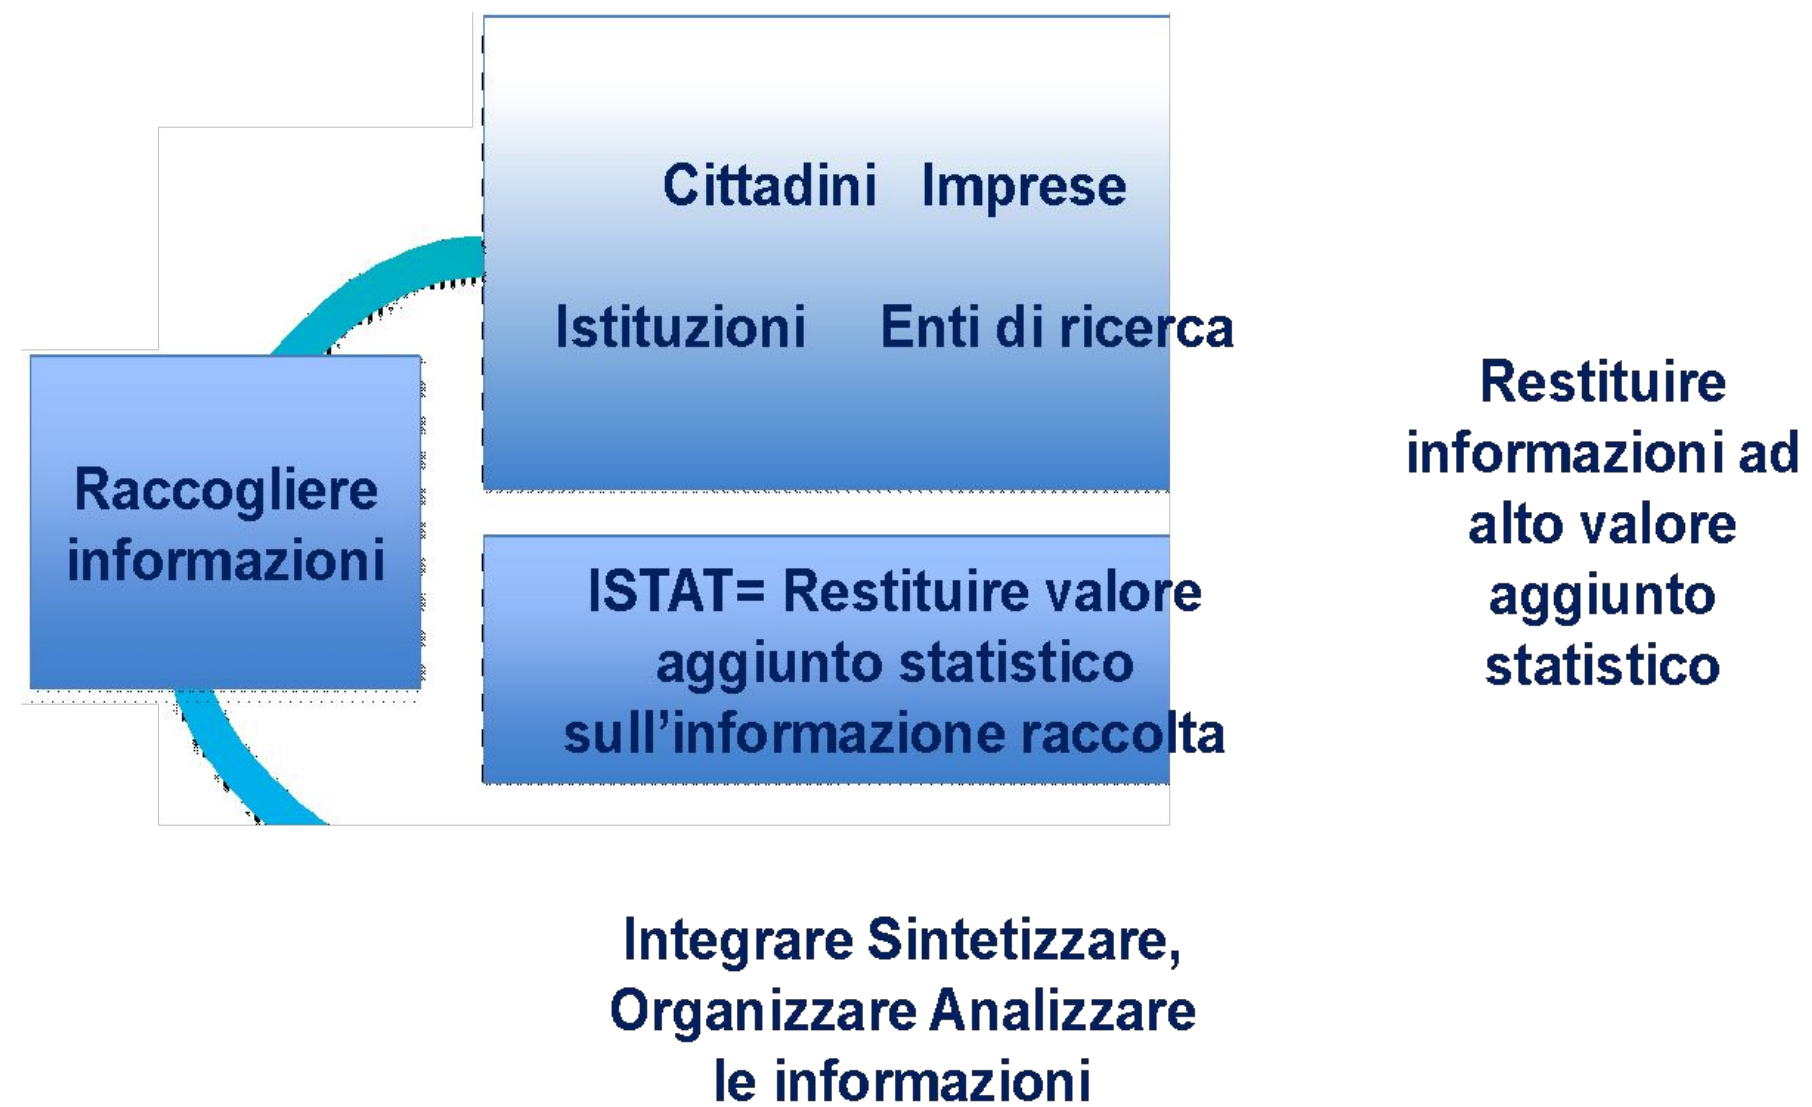 Cittadini Imprese
Istituzioni Enti di ricerca
Raccogliere
informazioni
ISTAT= Restituire valore
aggiunto statistico
sull’informazione raccolta
Restituire
informazioni ad
alto valore
aggiunto
statistico
Integrare Sintetizzare,
Organizzare Analizzare
le informazioni